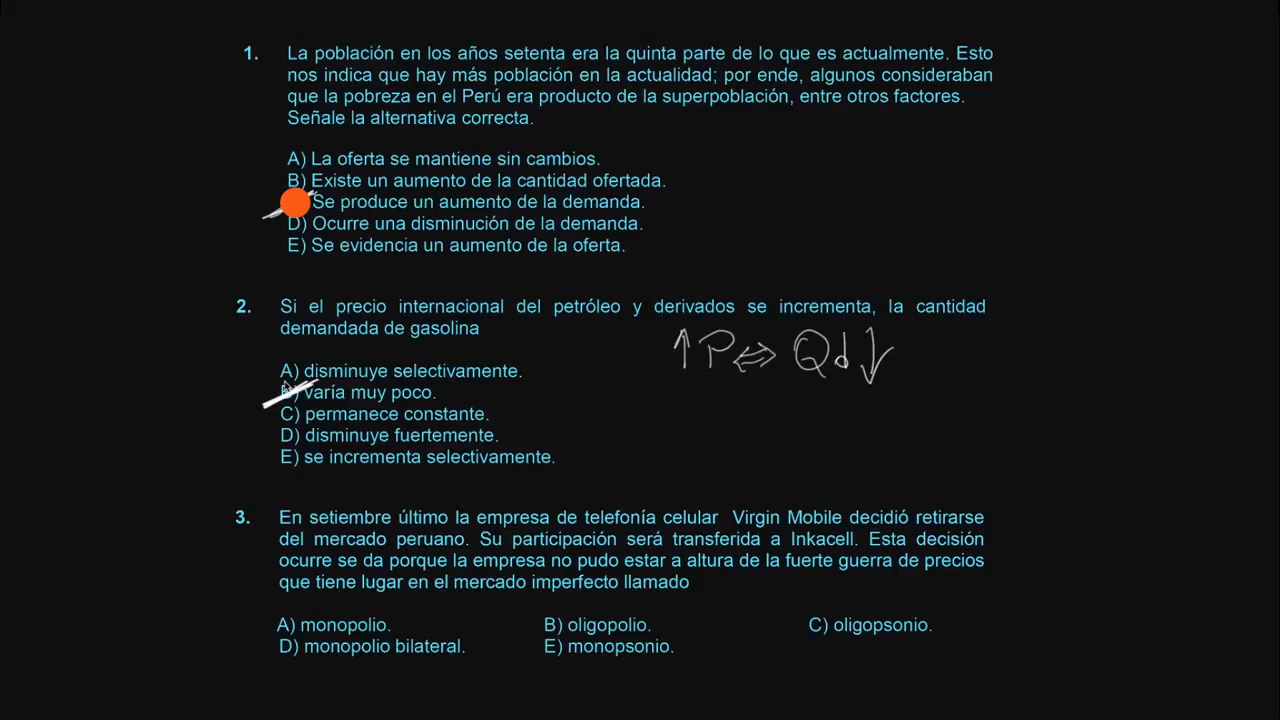 1. La población en los años setenta era la quinta parte de lo que es actualmente. Esto
nos indica que hay más población en la actualidad; por ende, algunos consideraban
que la pobreza en el Perú era producto de la superpoblación, entre otros factores.
Señale la alternativa correcta.
A) La oferta se mantiene sin cambios.
B) Existe un aumento de la cantidad ofertada.
Se produce un aumento de la demanda.
D) Ocurre una disminución de la demanda.
E) Se evidencia un aumento de la oferta.
2. Si el precio internacional del petróleo y derivados se incrementa, la cantidad
demandada de gasolina
↑P⇔Qd↓
A) disminuye selectivamente.
B) varía muy poco.
C) permanece constante.
D) disminuye fuertemente.
E) se incrementa selectivamente.
3. En setiembre último la empresa de telefonía celular Virgin Mobile decidió retirarse
del mercado peruano. Su participación será transferida a Inkacell. Esta decisión
ocurre se da porque la empresa no pudo estar a altura de la fuerte guerra de precios
que tiene lugar en el mercado imperfecto llamado
A) monopolio. B) oligopolio. C) oligopsonio.
D) monopolio bilateral. E) monopsonio.